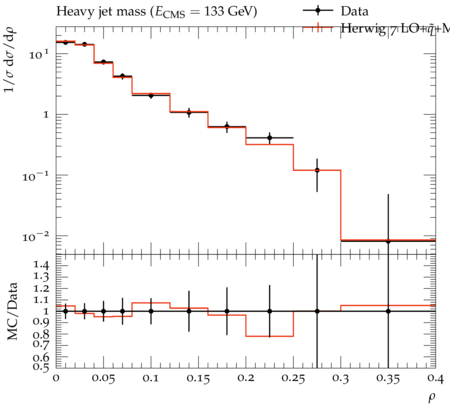 Heavy jet mass (E_CMS = 133 GeV)
Data
Herwig 7 LO+q̃+M
1/σ dσ/dρ
10^1
1
10^−1
10^−2
MC/Data
1.4
1.3
1.2
1.1
1
0.9
0.8
0.7
0.6
0.5
0 0.05 0.1 0.15 0.2 0.25 0.3 0.35 0.4
ρ